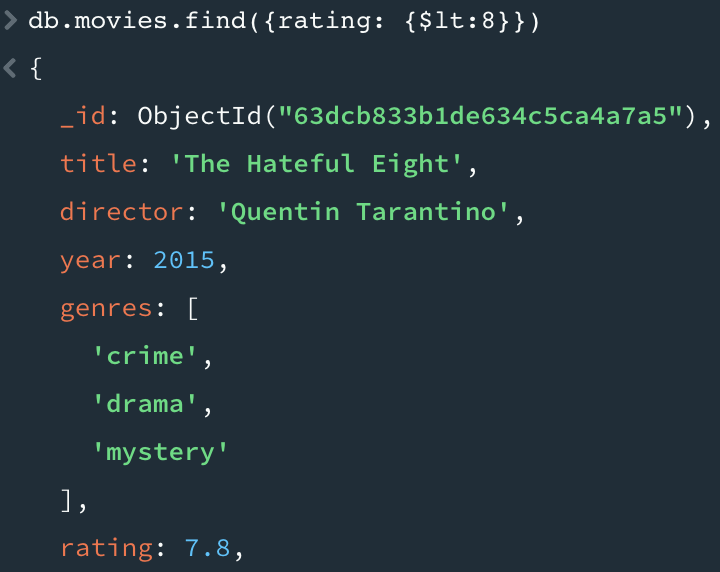 > db.movies.find({rating: {$lt:8}})
< {
_id: ObjectId("63dcb833b1de634c5ca4a7a5"),
title: 'The Hateful Eight',
director: 'Quentin Tarantino',
year: 2015,
genres: [
'crime',
'drama',
'mystery'
],
rating: 7.8,